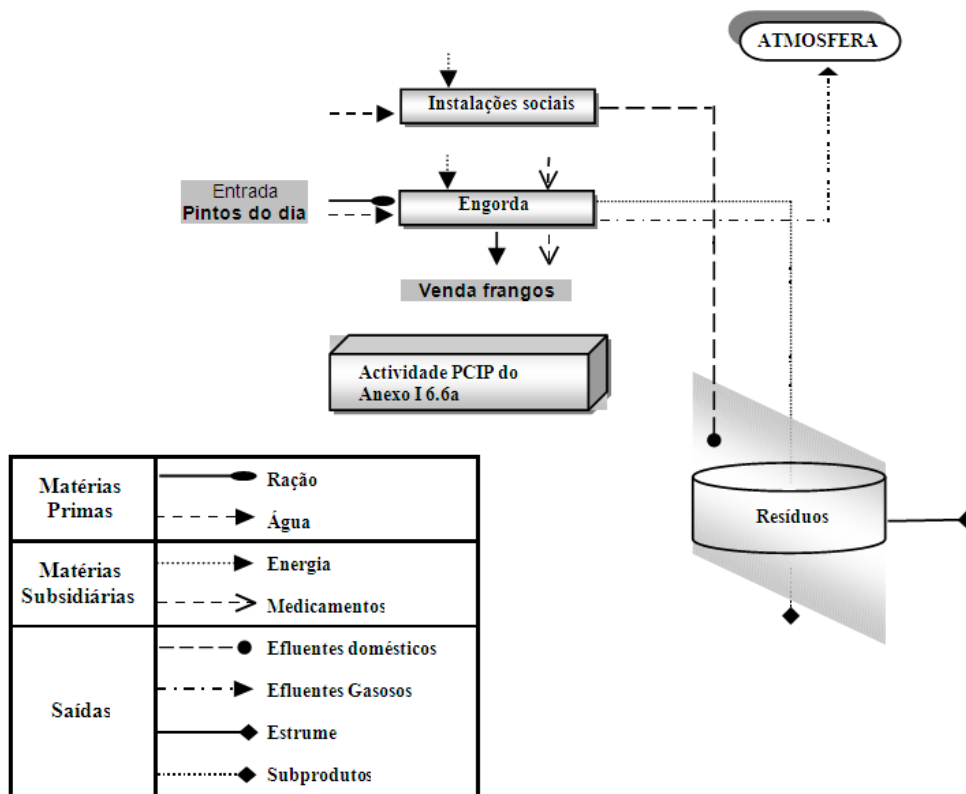 ATMOSFERA
Instalações sociais
Entrada
Pintos do dia
Engorda
Venda frangos
Actividade PCIP do
Anexo I 6.6a
Resíduos
Matérias
Primas
Ração
Água
Matérias
Subsidiárias
Energia
Medicamentos
Saídas
Efluentes domésticos
Efluentes Gasosos
Estrume
Subprodutos